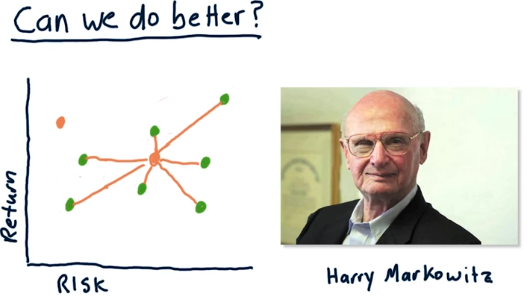 Can we do better?
Return
RISK
Harry Markowitz